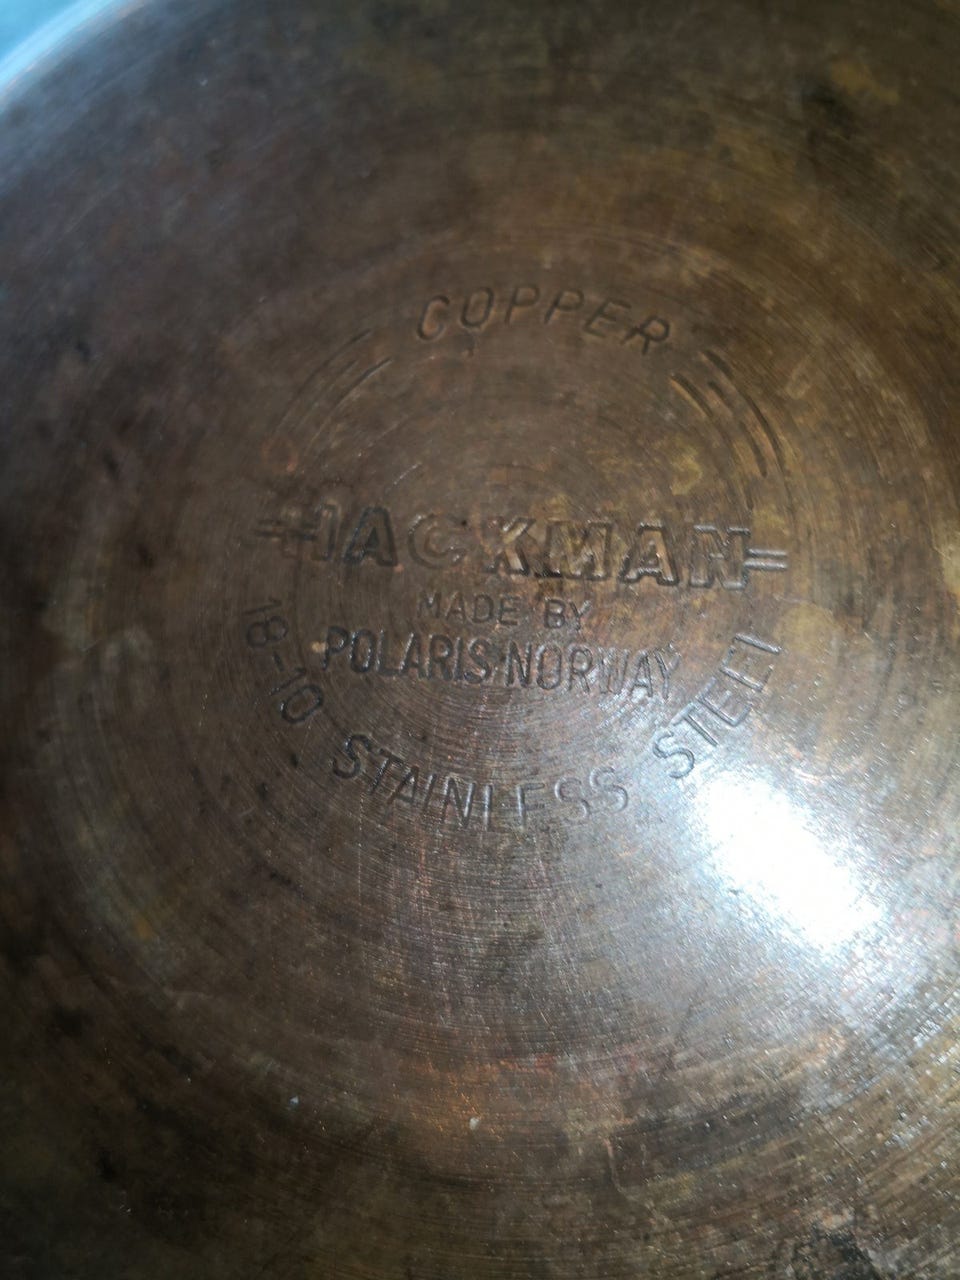 COPPER
HACKMAN
MADE BY
POLARIS NORWAY
18-10 STAINLESS STEEL